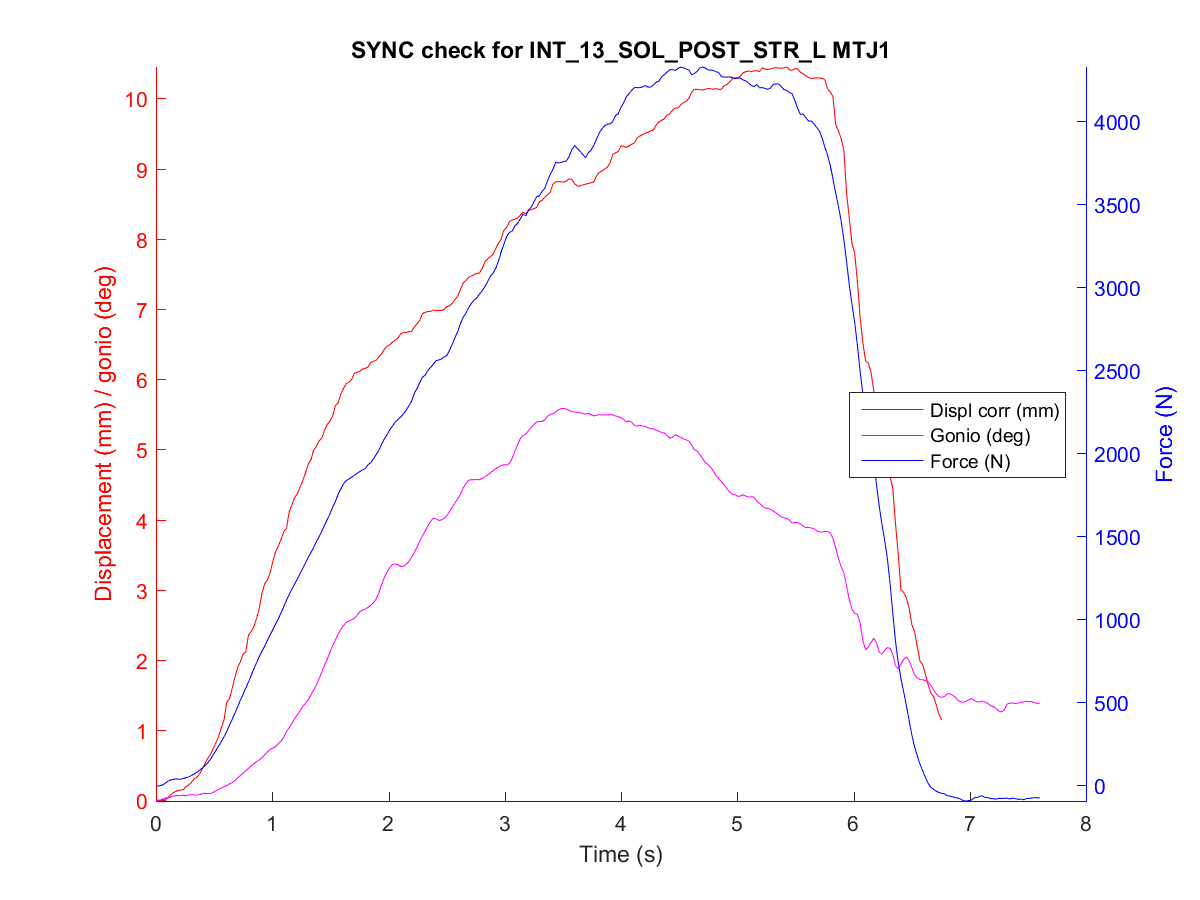 SYNC check for INT_13_SOL_POST_STR_L MTJ1
Displacement (mm) / gonio (deg)
10
9
8
7
6
5
4
3
2
1
0
4000
3500
3000
2500
2000
1500
1000
500
0
Force (N)
Displ corr (mm)
Gonio (deg)
Force (N)
0 1 2 3 4 5 6 7 8
Time (s)